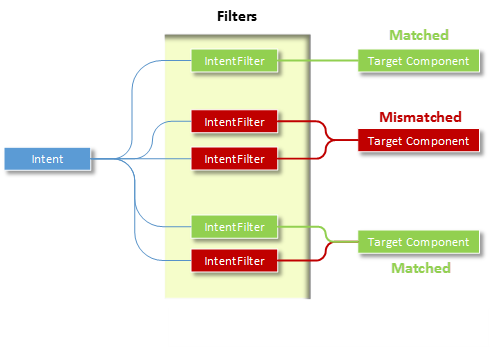 Filters
Matched
IntentFilter
Target Component
Mismatched
IntentFilter
Target Component
Intent
IntentFilter
IntentFilter
Target Component
IntentFilter
Matched